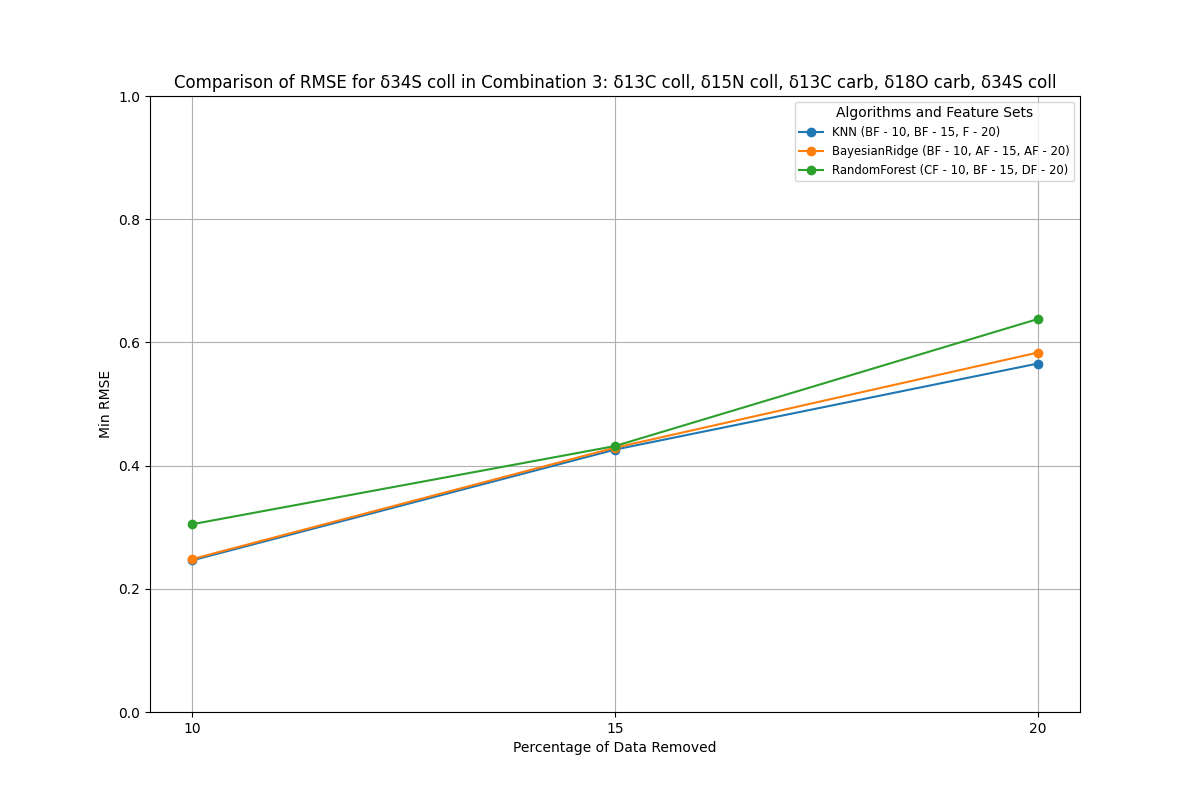 Comparison of RMSE for δ34S coll in Combination 3: δ13C coll, δ15N coll, δ13C carb, δ18O carb, δ34S coll
1.0
Algorithms and Feature Sets
KNN (BF - 10, BF - 15, F - 20)
BayesianRidge (BF - 10, AF - 15, AF - 20)
RandomForest (CF - 10, BF - 15, DF - 20)
0.8
0.6
Min RMSE
0.4
0.2
0.0
10 15 20
Percentage of Data Removed